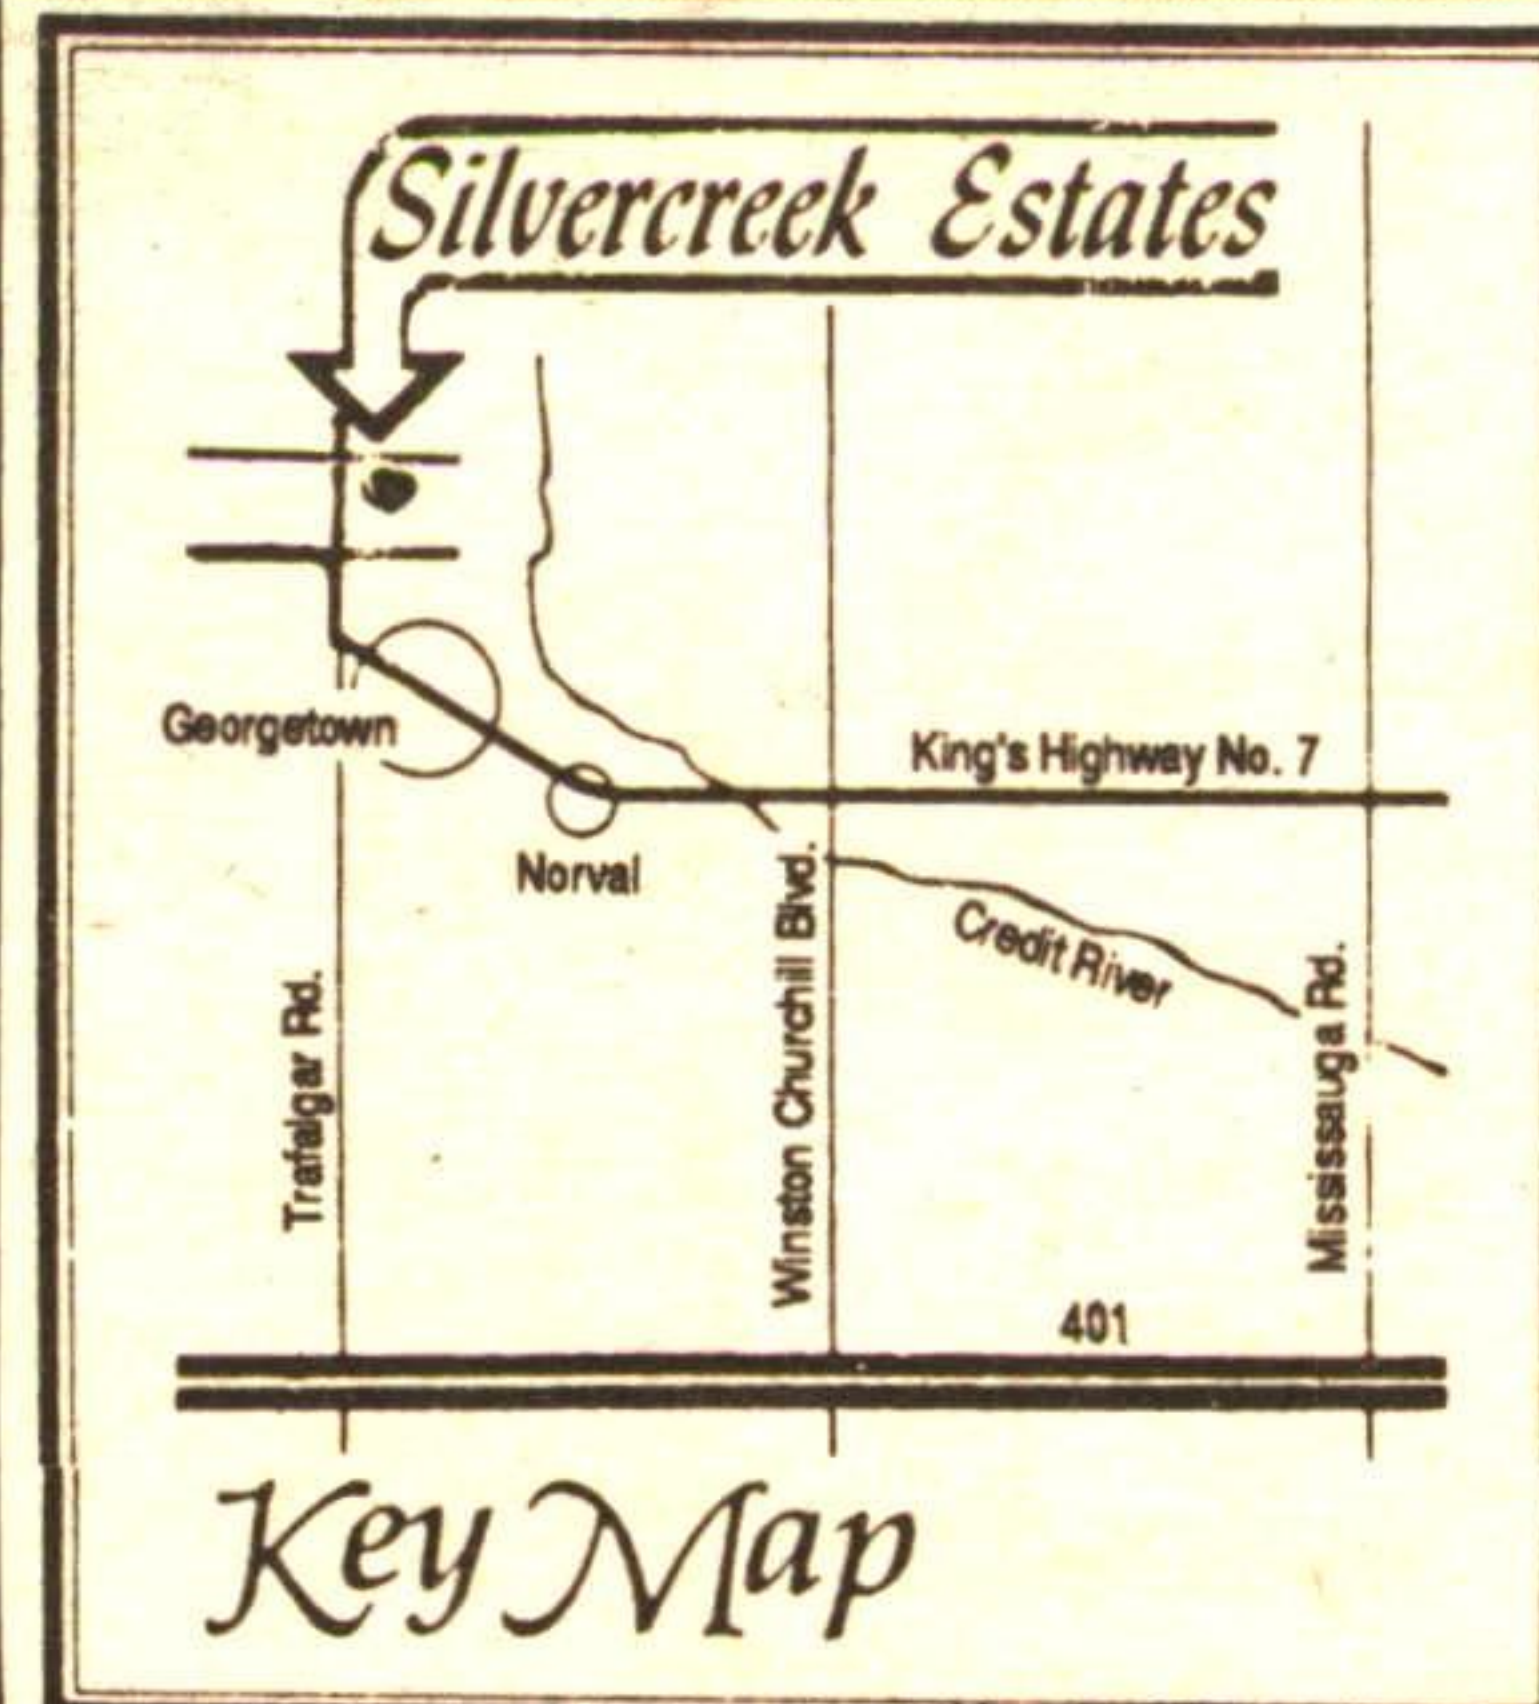 Silvercreek Estates
Georgetown
King's Highway No. 7
Norval
Credit River
Trafalgar Rd.
Winston Churchill Blvd.
Mississauga Rd.
401
Key Map